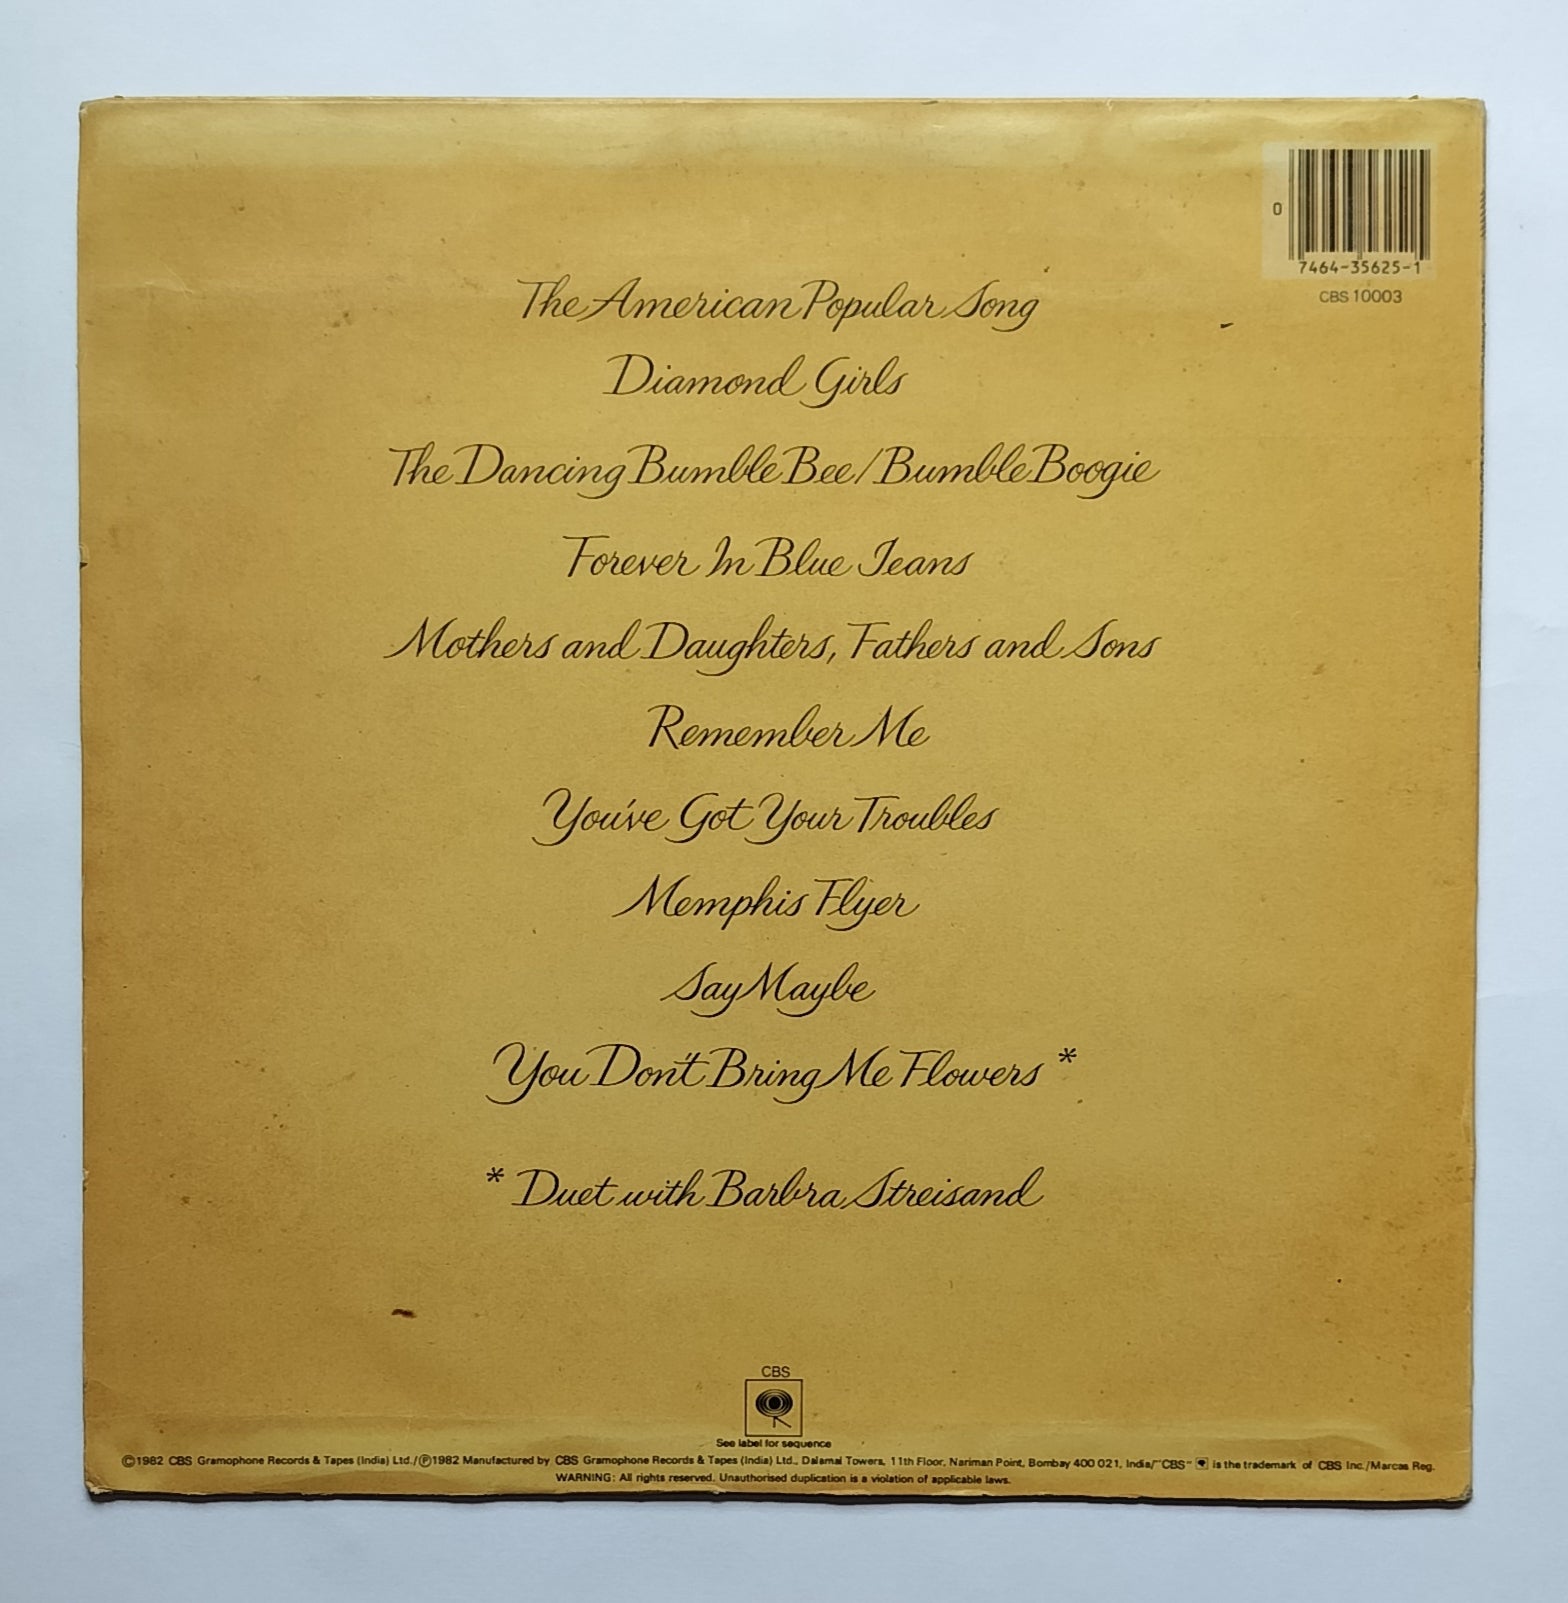 0
7464-35625-1
CBS 10003
The American Popular Song
Diamond Girls
The Dancing Bumble Bee/Bumble Boogie
Forever In Blue Jeans
Mothers and Daughters, Fathers and Sons
Remember Me
You've Got Your Troubles
Memphis Flyer
Say Maybe
You Don't Bring Me Flowers *
* Duet with Barbra Streisand
CBS
See label for sequence
©1982 CBS Gramophone Records & Tapes (India) Ltd./℗1982 Manufactured by CBS Gramophone Records & Tapes (India) Ltd., Dalamal Towers, 11th Floor, Nariman Point, Bombay 400 021, India/"CBS" is the trademark of CBS Inc./Marcas Reg.
WARNING: All rights reserved. Unauthorised duplication is a violation of applicable laws.